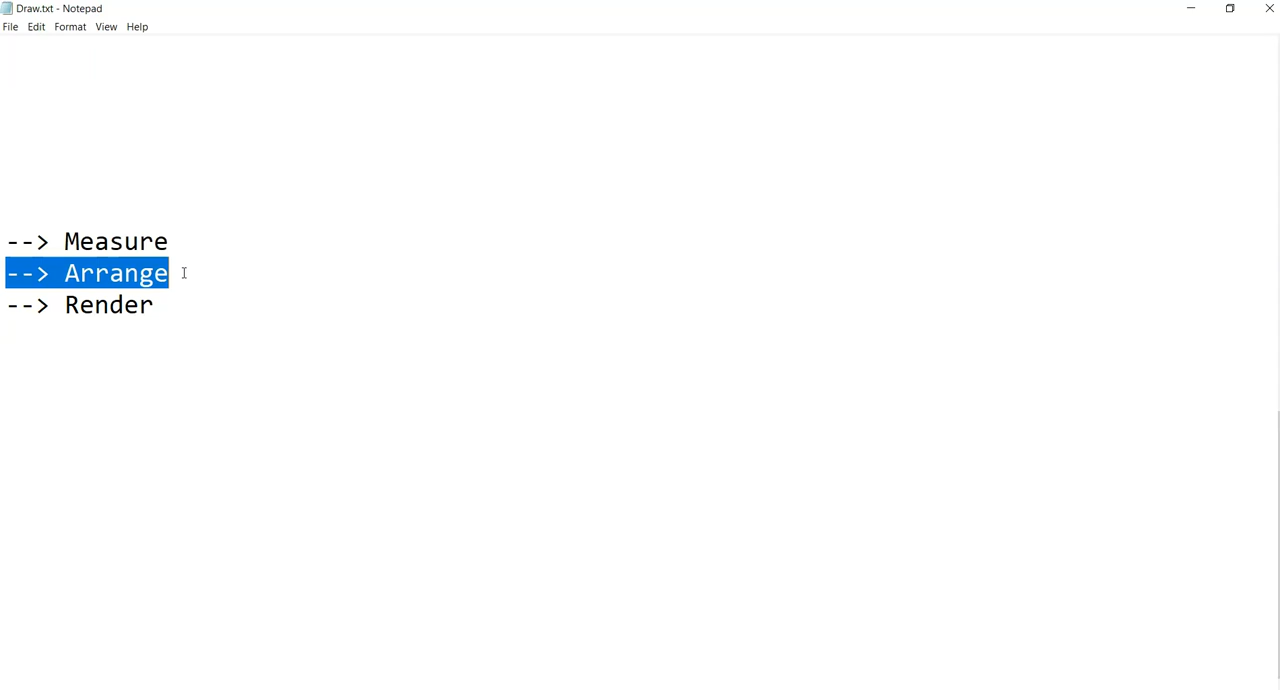 Draw.txt - Notepad
File Edit Format View Help
--> Measure
--> Arrange
--> Render